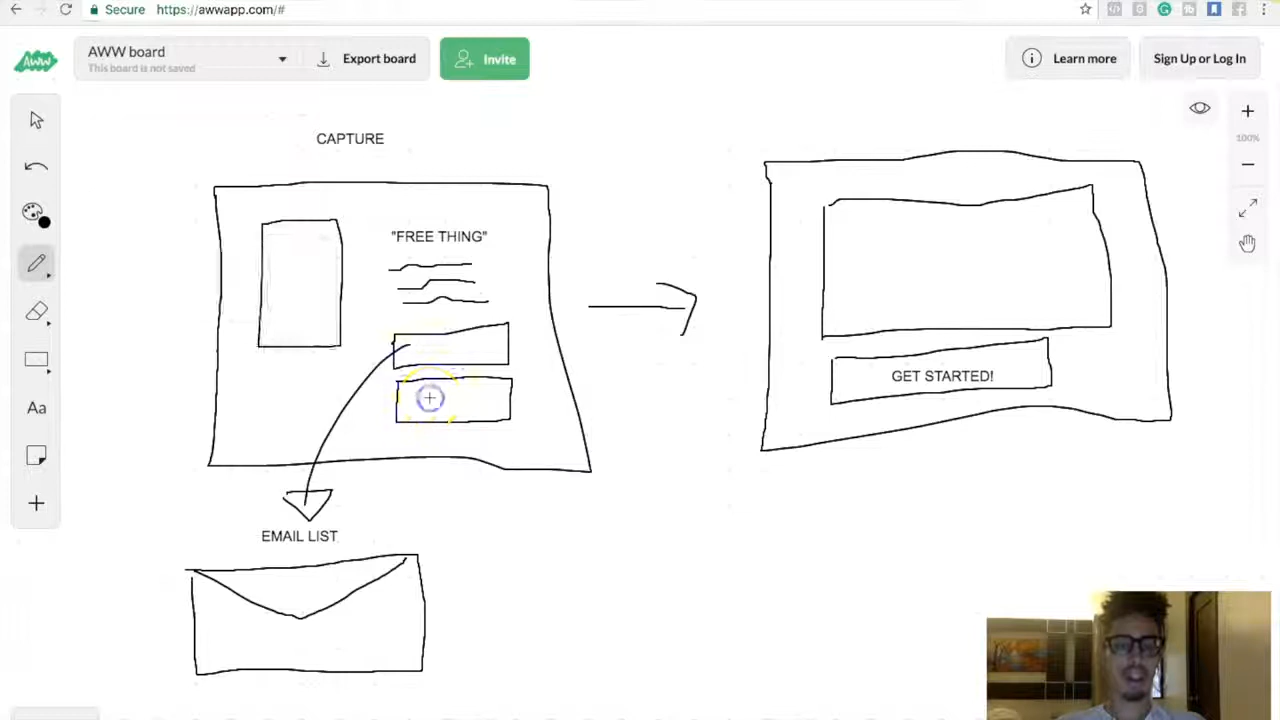 Secure https://awwapp.com/#
AWW
AWW board
This board is not saved
Export board
Invite
Learn more
Sign Up or Log In
100%
Aa
CAPTURE
"FREE THING"
GET STARTED!
EMAIL LIST